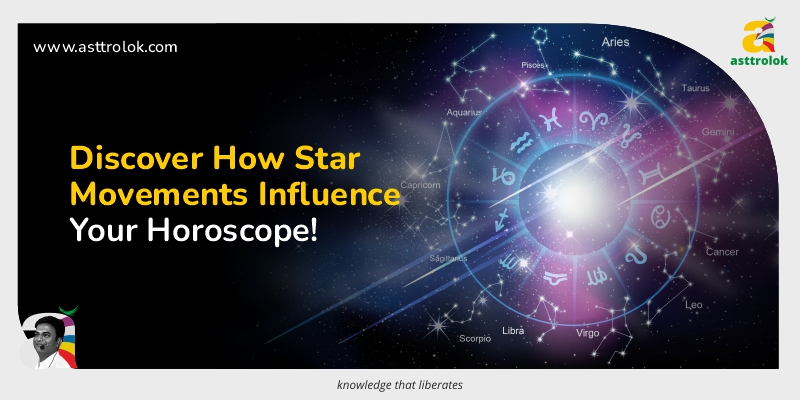 www.asttrolok.com
asttrolok
Discover How Star
Movements Influence
Your Horoscope!
Aries
Pisces
Taurus
Aquarius
Gemini
Capricorn
Cancer
Sagittarius
Leo
Scorpio
Libra
Virgo
knowledge that liberates